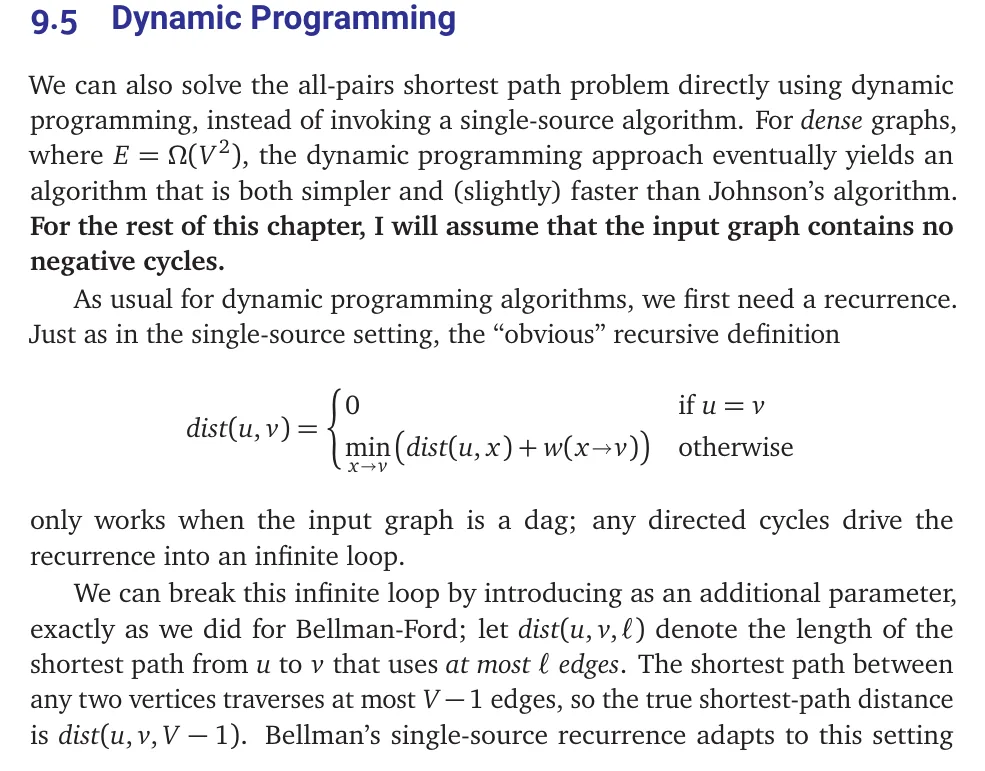 9.5 Dynamic Programming
We can also solve the all-pairs shortest path problem directly using dynamic
programming, instead of invoking a single-source algorithm. For dense graphs,
where E = Ω(V²), the dynamic programming approach eventually yields an
algorithm that is both simpler and (slightly) faster than Johnson’s algorithm.
For the rest of this chapter, I will assume that the input graph contains no
negative cycles.
As usual for dynamic programming algorithms, we first need a recurrence.
Just as in the single-source setting, the “obvious” recursive definition
0 if u = v
dist(u, v) = {
min (dist(u, x) + w(x→v)) otherwise
x→v
only works when the input graph is a dag; any directed cycles drive the
recurrence into an infinite loop.
We can break this infinite loop by introducing as an additional parameter,
exactly as we did for Bellman-Ford; let dist(u, v, ℓ) denote the length of the
shortest path from u to v that uses at most ℓ edges. The shortest path between
any two vertices traverses at most V − 1 edges, so the true shortest-path distance
is dist(u, v, V − 1). Bellman’s single-source recurrence adapts to this setting